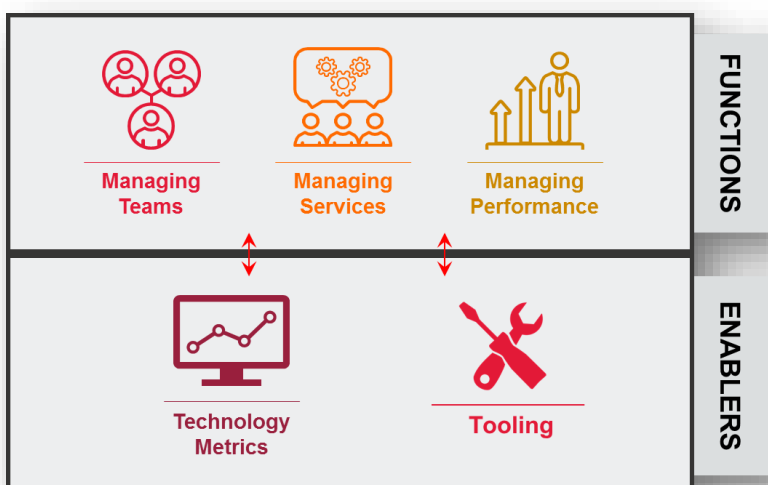 Managing
Teams
Managing
Services
Managing
Performance
FUNCTIONS
Technology
Metrics
Tooling
ENABLERS